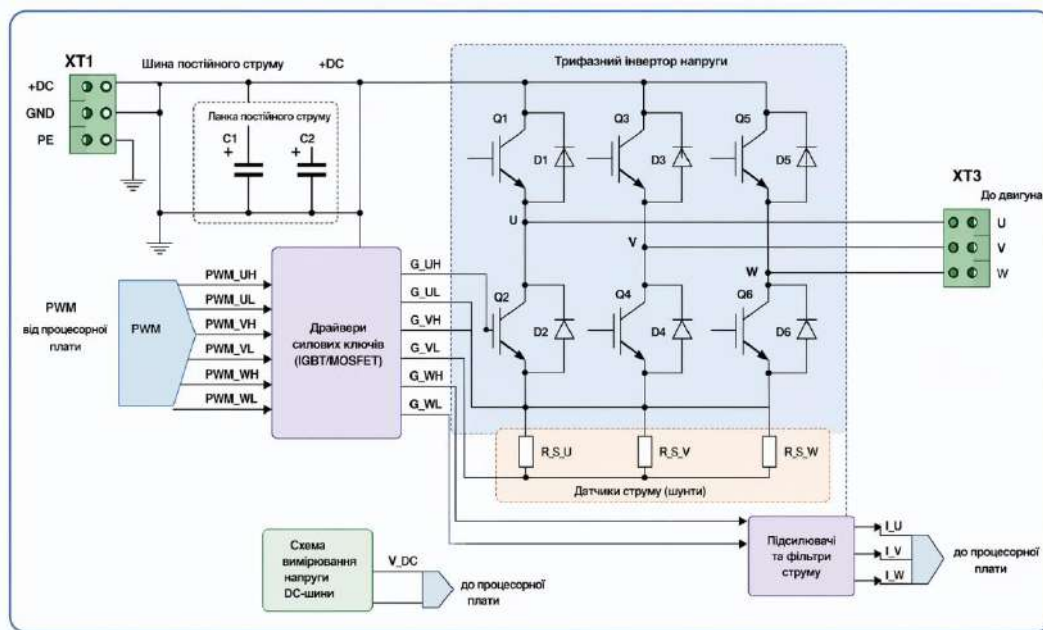 XT1
+DC
GND
PE
Шина постійного струму
+DC
Ланка постійного струму
C1
+
C2
+
Трифазний інвертор напруги
Q1
D1
Q3
D3
Q5
D5
U
V
W
Q2
D2
Q4
D4
Q6
D6
XT3
До двигуна
U
V
W
PWM
від процесорної
плати
PWM
PWM_UH
PWM_UL
PWM_VH
PWM_VL
PWM_WH
PWM_WL
Драйвери
силових ключів
(IGBT/MOSFET)
G_UH
G_UL
G_VH
G_VL
G_WH
G_WL
R_S_U
R_S_V
R_S_W
Датчики струму (шунти)
Схема
вимірювання
напруги
DC-шини
V_DC
до процесорної
плати
Підсилювачі
та фільтри
струму
I_U
I_V
I_W
до процесорної
плати